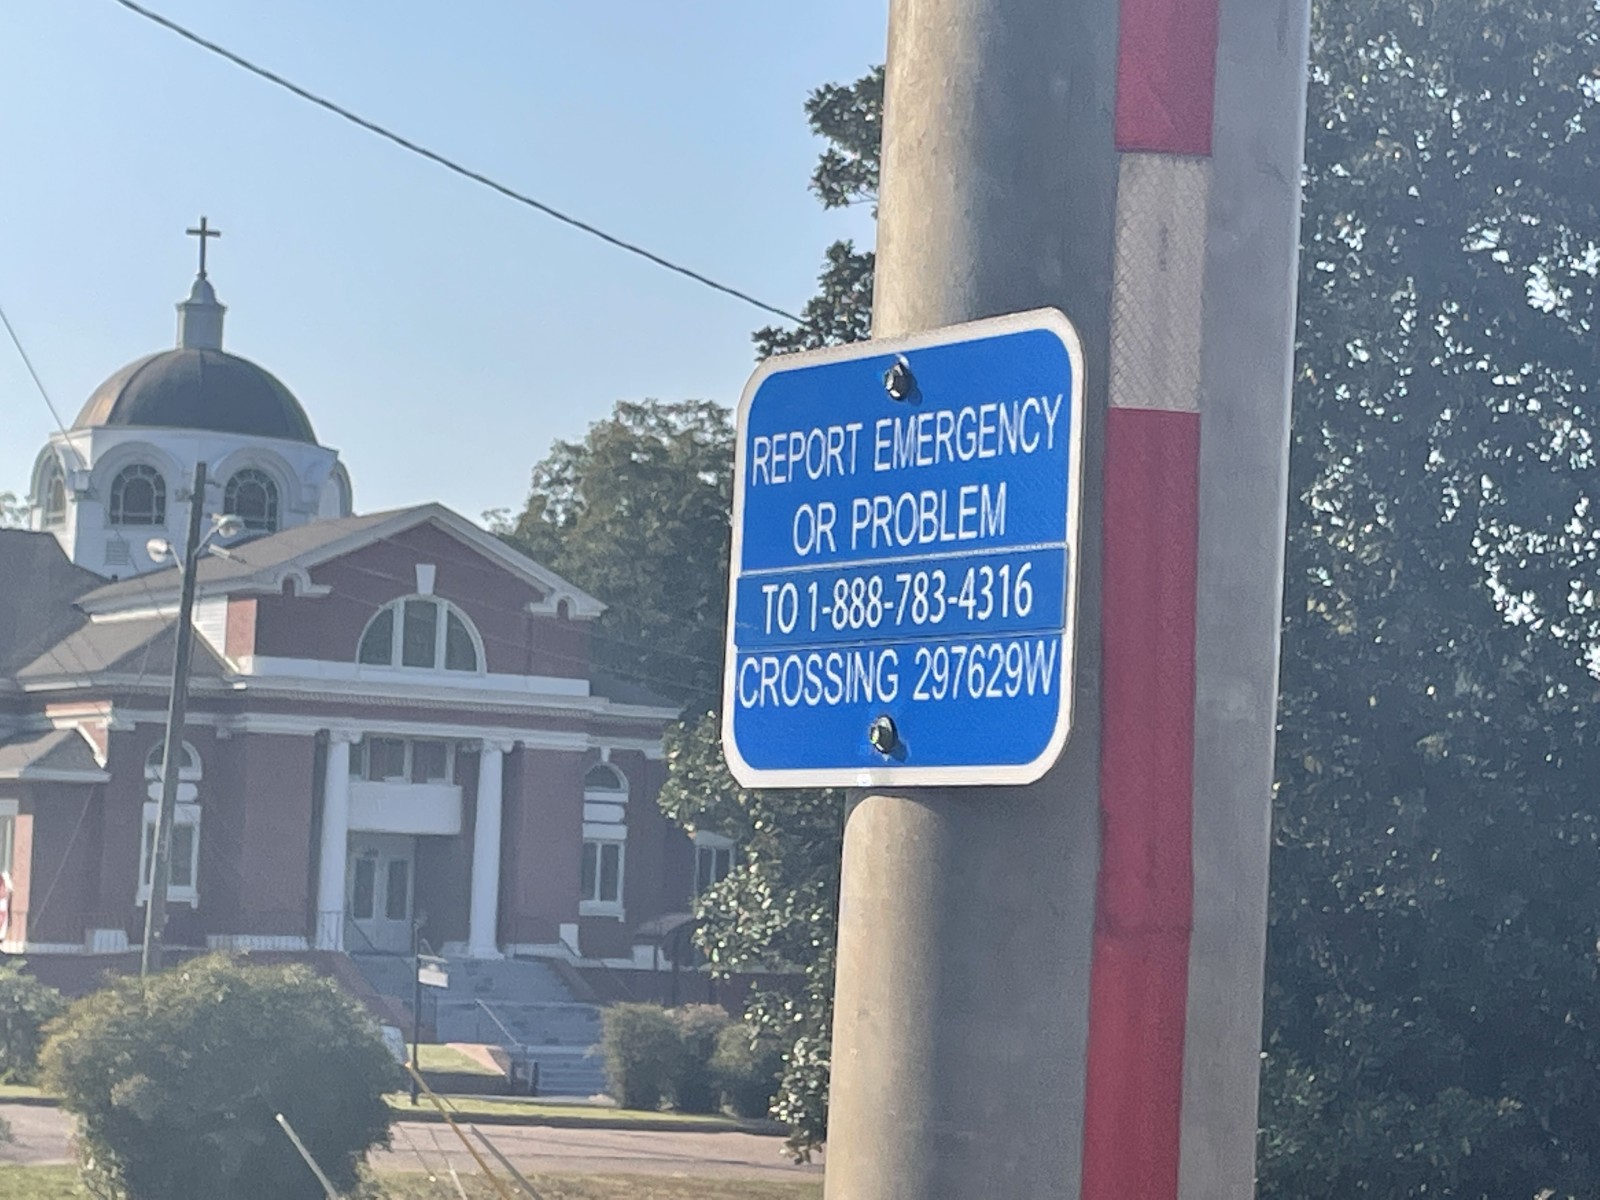 REPORT EMERGENCY
OR PROBLEM
TO 1-888-783-4316
CROSSING 297629W